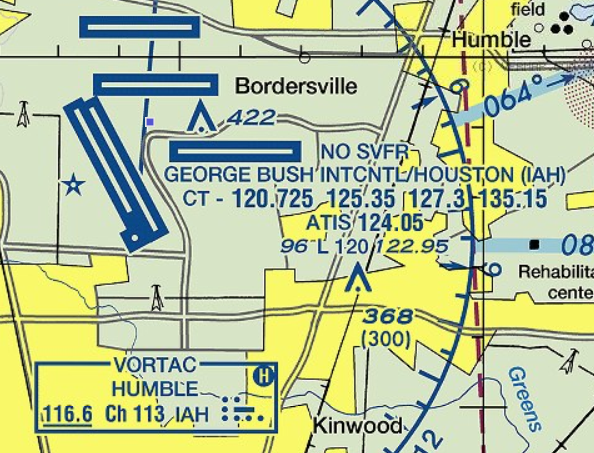 field
Humble
(C)
6
064°
Bordersville
422
NO SVFR
GEORGE BUSH INTCNTL/HOUSTON (IAH)
CT - 120.725 125.35 127.3 135.15
ATIS 124.05
96 L 120 122.95
08
9
Rehabilita
cente
368
(300)
VORTAC
H
HUMBLE
116.6 Ch 113 IAH
Greens
Kinwood
12